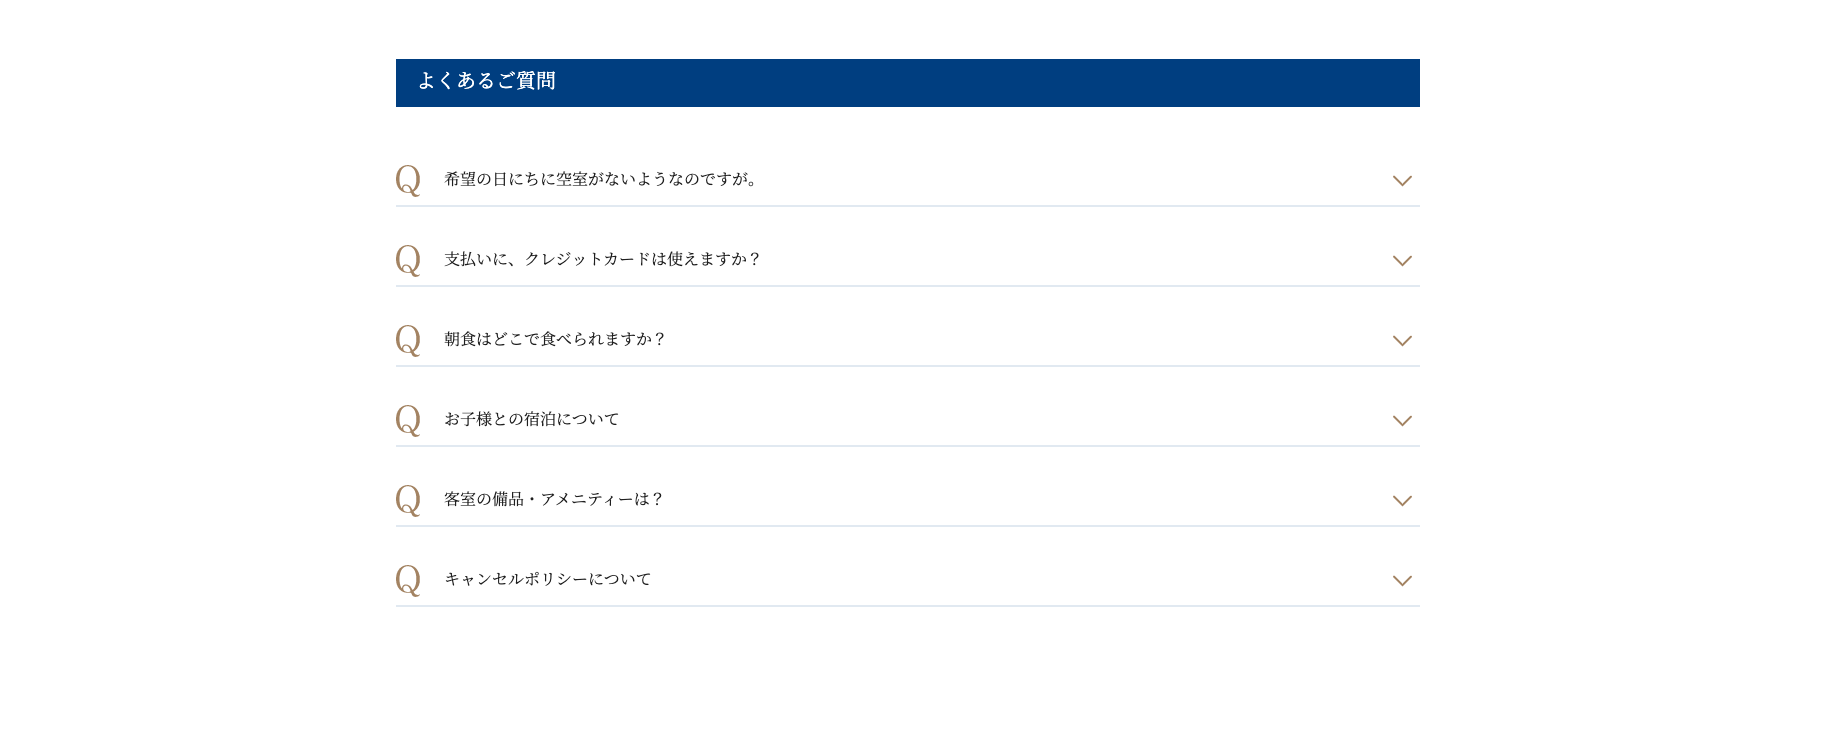 よくあるご質問
Q 希望の日にちに空室がないようなのですが。
Q 支払いに、クレジットカードは使えますか？
Q 朝食はどこで食べられますか？
Q お子様との宿泊について
Q 客室の備品・アメニティーは？
Q キャンセルポリシーについて